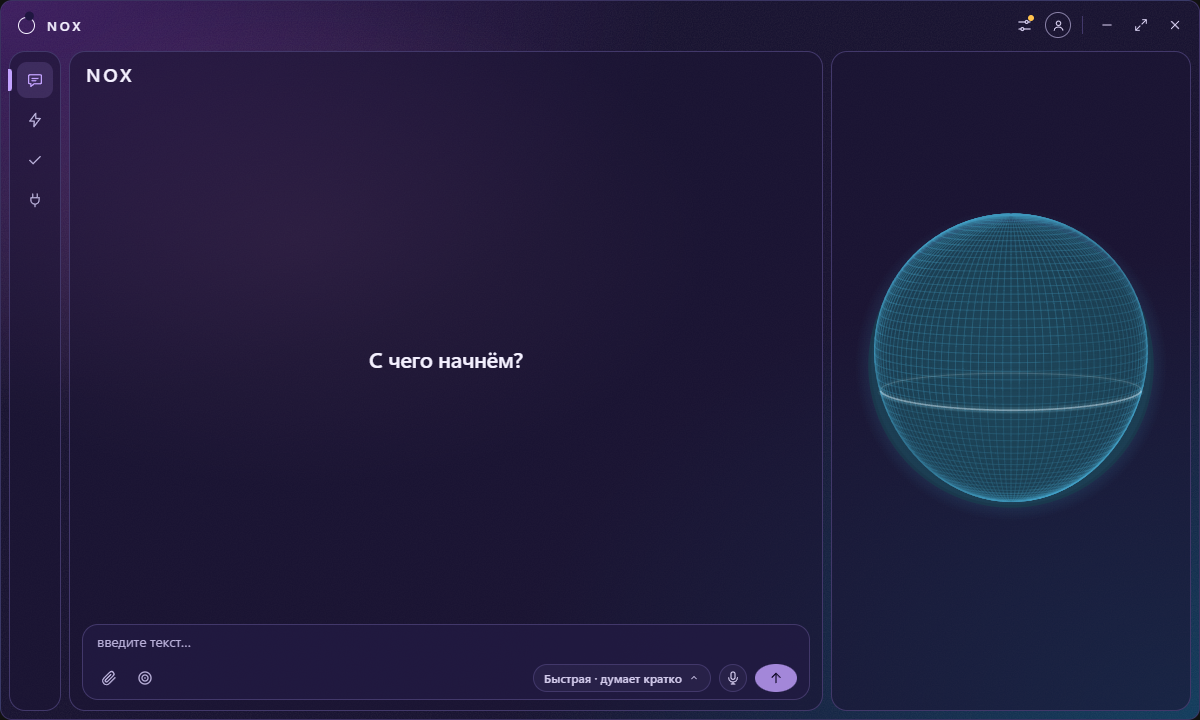 NOX
NOX
С чего начнём?
введите текст...
Быстрая · думает кратко